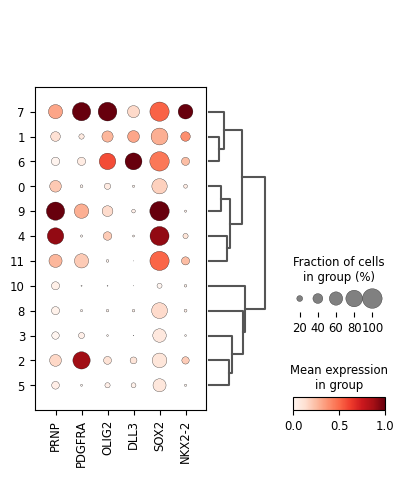 7
1
6
0
9
4
11
10
8
3
2
5
PRNP
PDGFRA
OLIG2
DLL3
SOX2
NKX2-2
Fraction of cells
in group (%)
20 40 60 80 100
Mean expression
in group
0.0 0.5 1.0